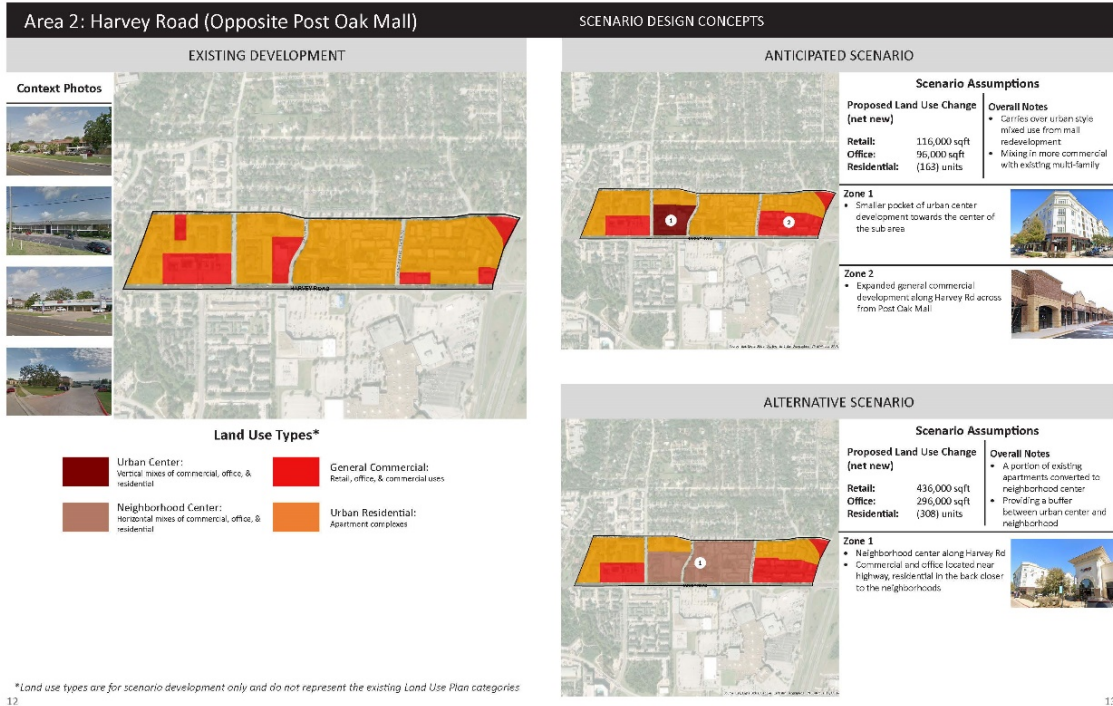 Area 2: Harvey Road (Opposite Post Oak Mall)
SCENARIO DESIGN CONCEPTS
EXISTING DEVELOPMENT
Context Photos
HARVEY ROAD
Land Use Types*
Urban Center:
Vertical mixes of commercial, office, &
residential
General Commercial:
Retail, office, & commercial uses
Neighborhood Center:
Horizontal mixes of commercial, office, &
residential
Urban Residential:
Apartment complexes
*Land use types are for scenario development only and do not represent the existing Land Use Plan categories
12
ANTICIPATED SCENARIO
1
2
Scenario Assumptions
Proposed Land Use Change
(net new)
Retail: 116,000 sqft
Office: 96,000 sqft
Residential: (163) units
Overall Notes
• Carries over urban style
mixed use from mall
redevelopment
• Mixing in more commercial
with existing multi-family
Zone 1
• Smaller pocket of urban center
development towards the center of
the sub area
Zone 2
• Expanded general commercial
development along Harvey Rd across
from Post Oak Mall
ALTERNATIVE SCENARIO
1
Scenario Assumptions
Proposed Land Use Change
(net new)
Retail: 436,000 sqft
Office: 296,000 sqft
Residential: (308) units
Overall Notes
• A portion of existing
apartments converted to
neighborhood center
• Providing a buffer
between urban center and
neighborhood
Zone 1
• Neighborhood center along Harvey Rd
• Commercial and office located near
highway, residential in the back closer
to the neighborhoods
13